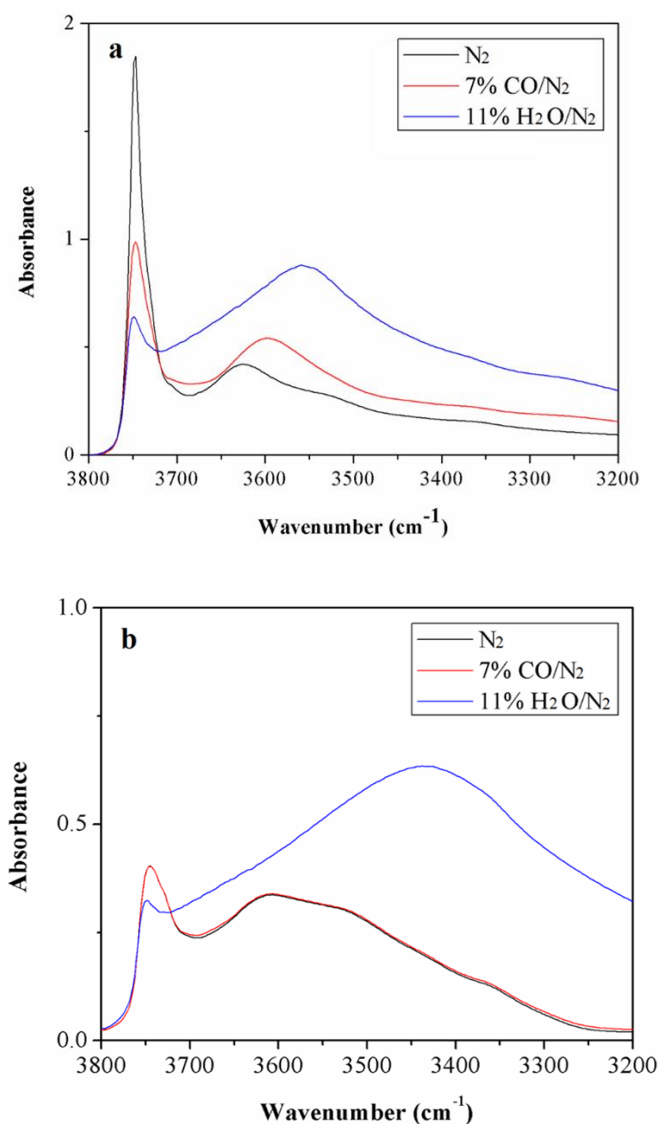 a
N₂
7% CO/N₂
11% H₂O/N₂
2
1
0
Absorbance
3800 3700 3600 3500 3400 3300 3200
Wavenumber (cm⁻¹)
b
N₂
7% CO/N₂
11% H₂O/N₂
1.0
0.5
0.0
Absorbance
3800 3700 3600 3500 3400 3300 3200
Wavenumber (cm⁻¹)